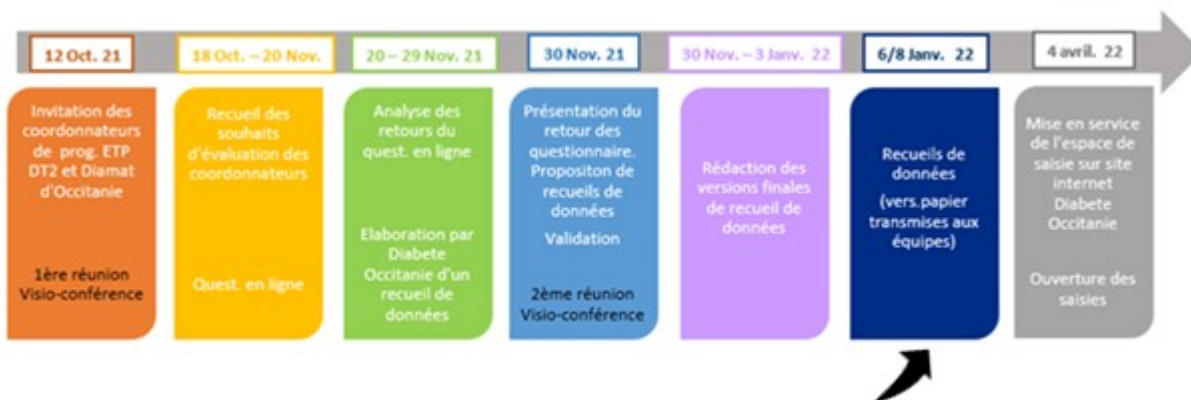 12 Oct. 21
18 Oct. – 20 Nov.
20 – 29 Nov. 21
30 Nov. 21
30 Nov. – 3 Janv. 22
6/8 Janv. 22
4 avril. 22
Invitation des
coordonnateurs
de prog. ETP
DT2 et Diamat
d'Occitanie
1ère réunion
Visio-conférence
Recueil des
souhaits
d'évaluation des
coordonnateurs
Quest. en ligne
Analyse des
retours du
quest. en ligne
Elaboration par
Diabete
Occitanie d'un
recueil de
données
Présentation du
retour des
questionnaire.
Propositon de
recueils de
données
Validation
2ème réunion
Visio-conférence
Rédaction des
versions finales
de recueil de
données
Recueils de
données
(vers.papier
transmises aux
équipes)
Mise en service
de l'espace de
saisie sur site
internet
Diabete
Occitanie
Ouverture des
saisies